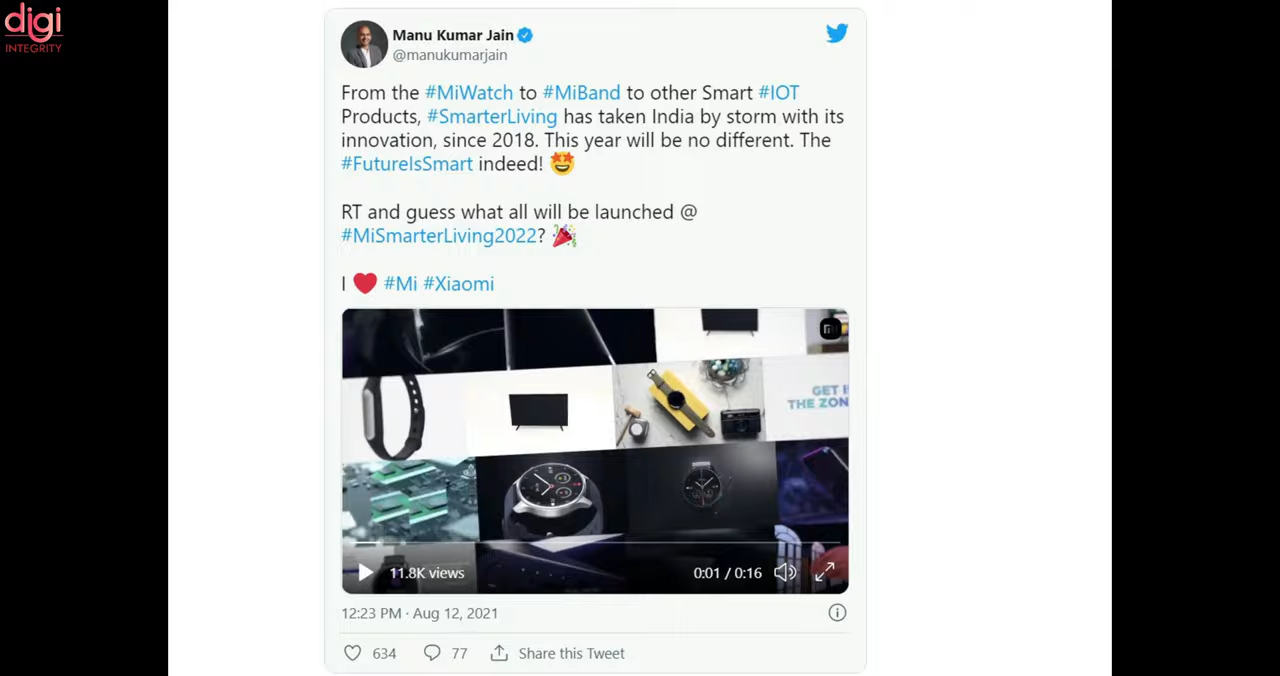 digi
INTEGRITY
Manu Kumar Jain
@manukumarjain
From the #MiWatch to #MiBand to other Smart #IOT
Products, #SmarterLiving has taken India by storm with its
innovation, since 2018. This year will be no different. The
#FutureIsSmart indeed! 🤩
RT and guess what all will be launched @
#MiSmarterLiving2022? 🎉
I ❤️ #Mi #Xiaomi
GET I
THE ZON
11.8K views
0:01 / 0:16
12:23 PM · Aug 12, 2021
634
77
Share this Tweet